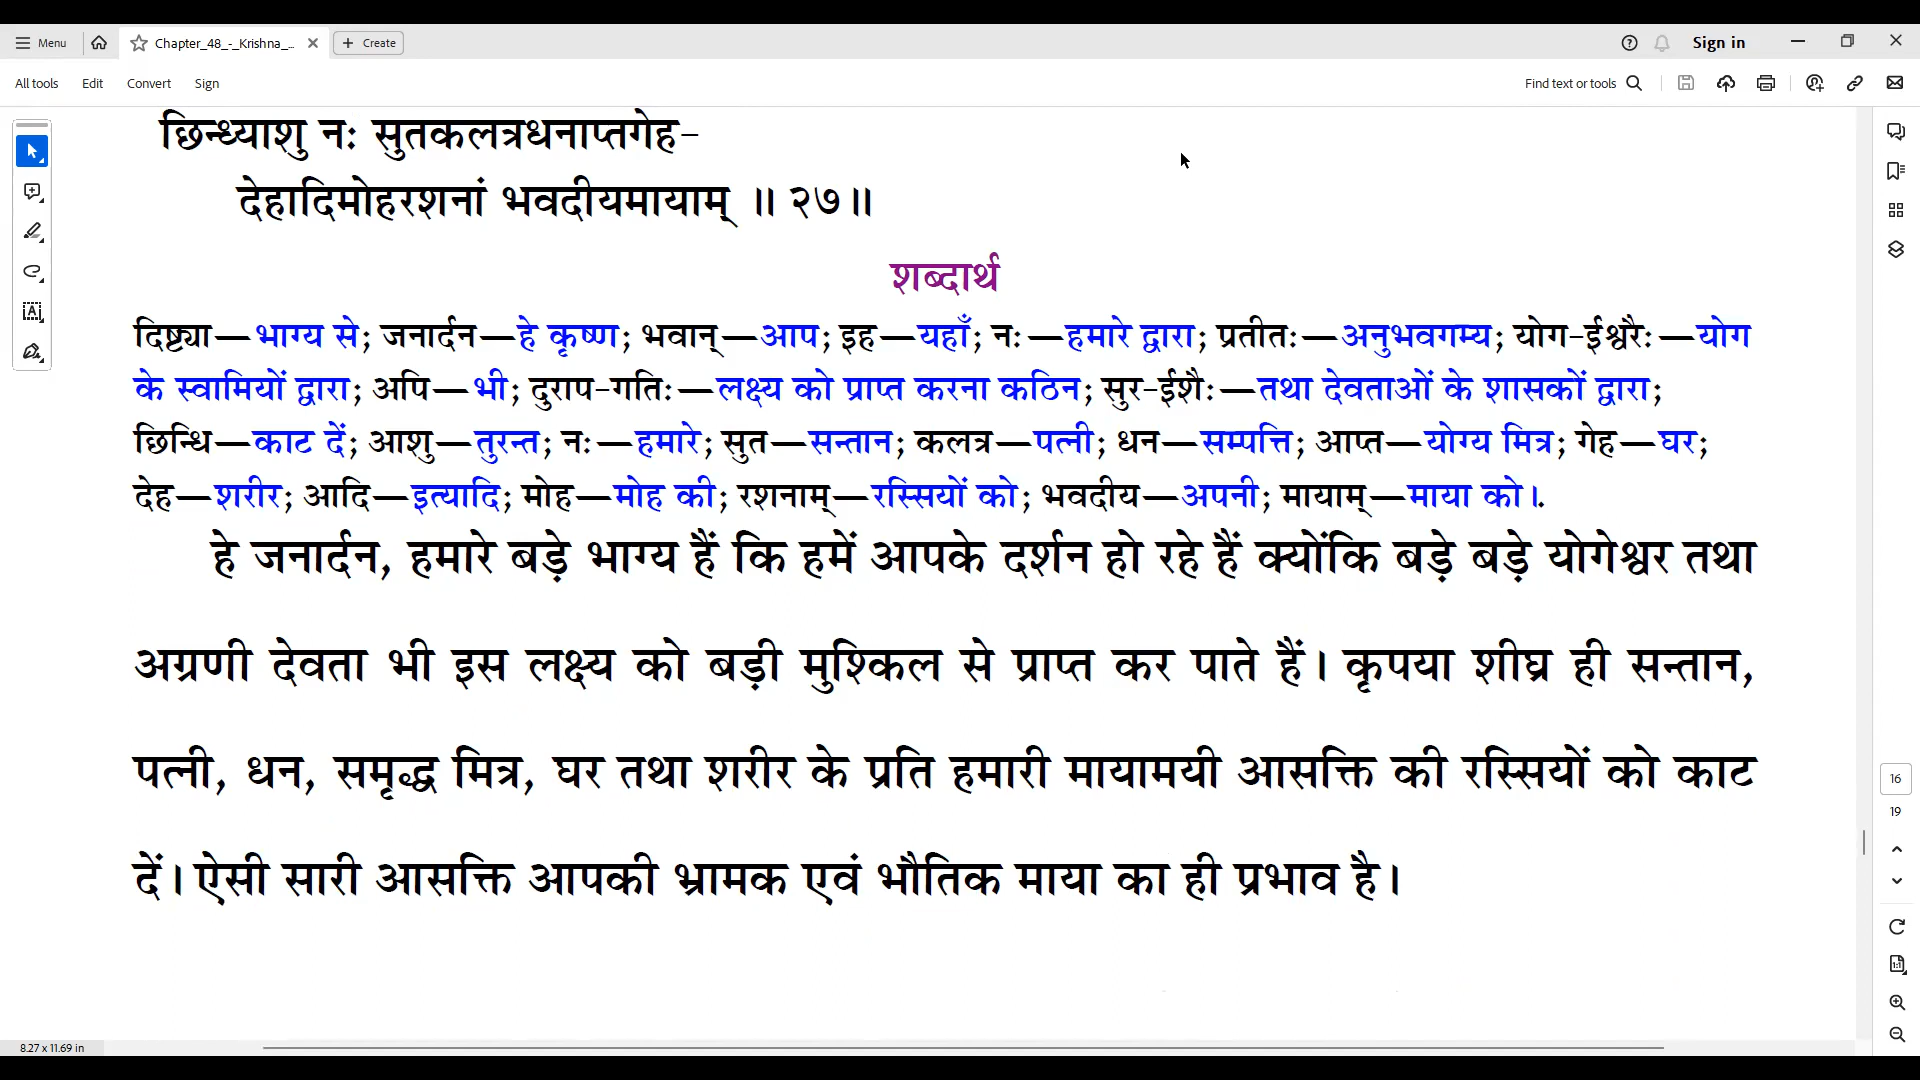 Menu
Chapter_48_-_Krishna_...
Create
Sign in
All tools
Edit
Convert
Sign
Find text or tools
छिन्ध्याशु नः सुतकलत्रधनाप्तगेह-
देहादिमोहरशनां भवदीयमायाम् ॥ २७॥
शब्दार्थ
दिष्ट्या—भाग्य से; जनार्दन—हे कृष्ण; भवान्—आप; इह—यहाँ; नः—हमारे द्वारा; प्रतीतः—अनुभवगम्य; योग-ईश्वरैः—योग
के स्वामियों द्वारा; अपि—भी; दुराप-गतिः—लक्ष्य को प्राप्त करना कठिन; सुर-ईशैः—तथा देवताओं के शासकों द्वारा;
छिन्धि—काट दें; आशु—तुरन्त; नः—हमारे; सुत—सन्तान; कलत्र—पत्नी; धन—सम्पत्ति; आप्त—योग्य मित्र; गेह—घर;
देह—शरीर; आदि—इत्यादि; मोह—मोह की; रशनाम्—रस्सियों को; भवदीय—अपनी; मायाम्—माया को।.
हे जनार्दन, हमारे बड़े भाग्य हैं कि हमें आपके दर्शन हो रहे हैं क्योंकि बड़े बड़े योगेश्वर तथा
अग्रणी देवता भी इस लक्ष्य को बड़ी मुश्किल से प्राप्त कर पाते हैं। कृपया शीघ्र ही सन्तान,
पत्नी, धन, समृद्ध मित्र, घर तथा शरीर के प्रति हमारी मायामयी आसक्ति की रस्सियों को काट
दें। ऐसी सारी आसक्ति आपकी भ्रामक एवं भौतिक माया का ही प्रभाव है।
16
19
8.27 x 11.69 in